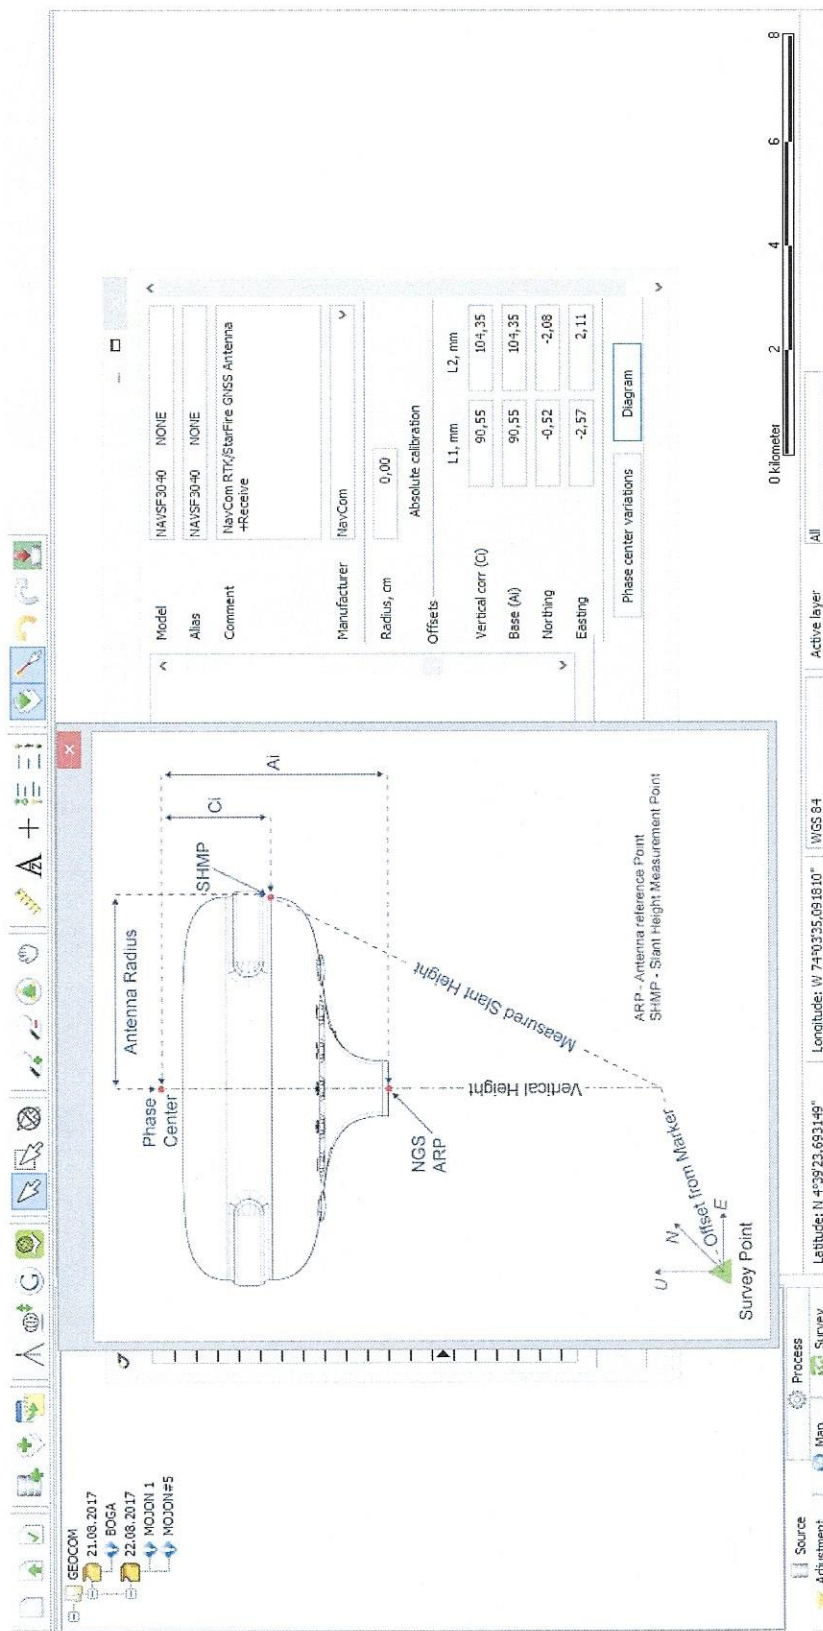 GEOCOM
21.08.2017
BOGA
22.08.2017
MOJON 1
MOJON#5
Phase
Center
Antenna Radius
SHMP
Ci
Ai
NGS
ARP
Vertical Height
Measured Slant Height
Offset from Marker
U
N
E
Survey Point
ARP - Antenna reference Point
SHMP - Slant Height Measurement Point
Model NAVSF3040 NONE
Alias NAVSF3040 NONE
Comment NavCom RTK/StarFire GNSS Antenna
+Receive
Manufacturer NavCom
Radius, cm 0,00
Absolute calibration
Offsets
L1, mm L2, mm
Vertical corr (Ci) 90,55 104,35
Base (Ai) 90,55 104,35
Northing -0,52 -2,08
Easting -2,57 2,11
Phase center variations Diagram
0 kilometer 2 4 6 8
Source Process
Adjustment Map Survey
Latitude: N 4°39'23,693149" Longitude: W 74°03'35,091810" WGS 84 Active layer All